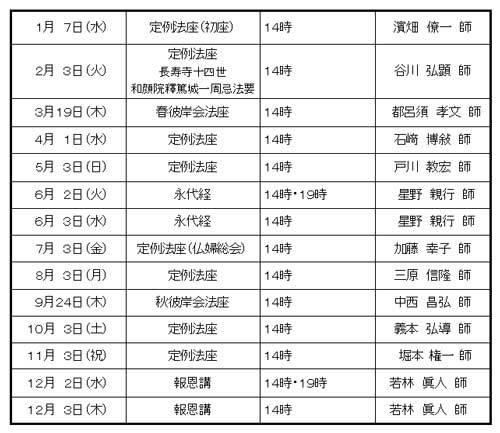 1月 7日(水) 定例法座(初座) 14時 濱畑 僚一 師
2月 3日(火) 定例法座 長寿寺十四世 和顔院釋篤城一周忌法要 14時 谷川 弘顕 師
3月19日(木) 春彼岸会法座 14時 都呂須 孝文 師
4月 1日(水) 定例法座 14時 石﨑 博敍 師
5月 3日(日) 定例法座 14時 戸川 教宏 師
6月 2日(火) 永代経 14時・19時 星野 親行 師
6月 3日(水) 永代経 14時 星野 親行 師
7月 3日(金) 定例法座(仏婦総会) 14時 加藤 幸子 師
8月 3日(月) 定例法座 14時 三原 信隆 師
9月24日(木) 秋彼岸会法座 14時 中西 昌弘 師
10月 3日(土) 定例法座 14時 義本 弘導 師
11月 3日(祝) 定例法座 14時 堀本 権一 師
12月 2日(水) 報恩講 14時・19時 若林 眞人 師
12月 3日(木) 報恩講 14時 若林 眞人 師